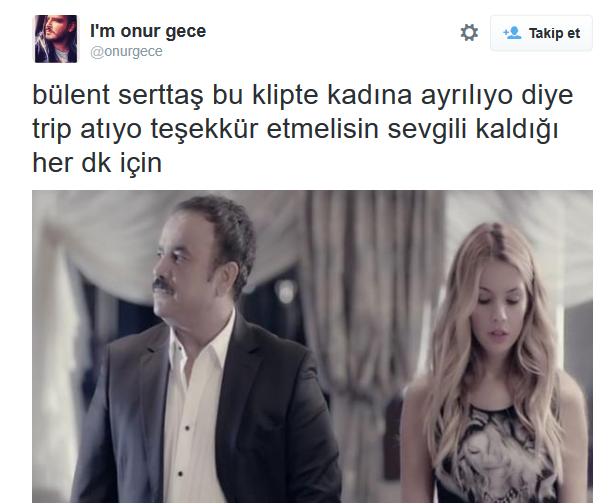 I'm onur gece
@onurgece
Takip et
bülent serttaş bu klipte kadına ayrılıyo diye
trip atıyo teşekkür etmelisin sevgili kaldığı
her dk için